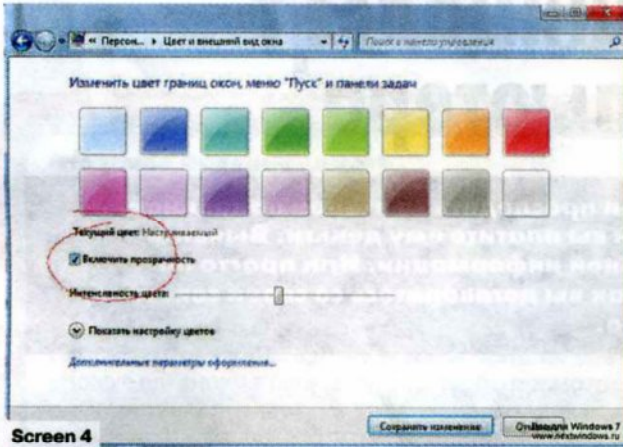 « Персон... ▸ Цвет и внешний вид окна
Поиск в панели управления
Изменить цвет границ окон, меню "Пуск" и панели задач
Текущий цвет: Настраиваемый
Включить прозрачность
Интенсивность цвета:
Показать настройку цветов
Дополнительные параметры оформления...
Сохранить изменения
для Windows 7
www.nextwindows.ru
Screen 4